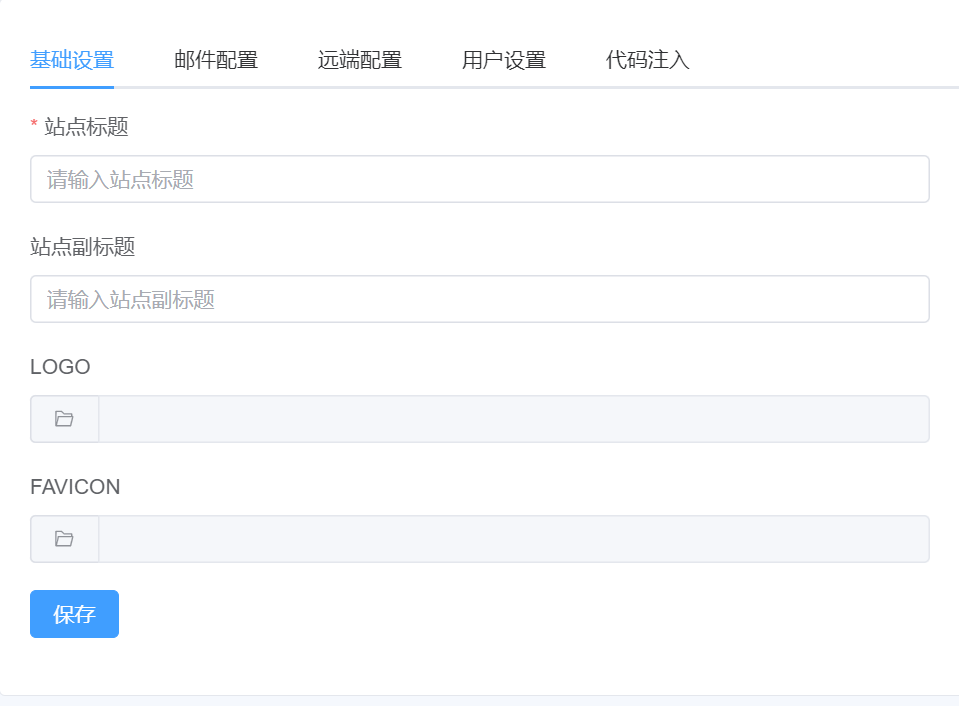 基础设置 邮件配置 远端配置 用户设置 代码注入
* 站点标题
请输入站点标题
站点副标题
请输入站点副标题
LOGO
FAVICON
保存